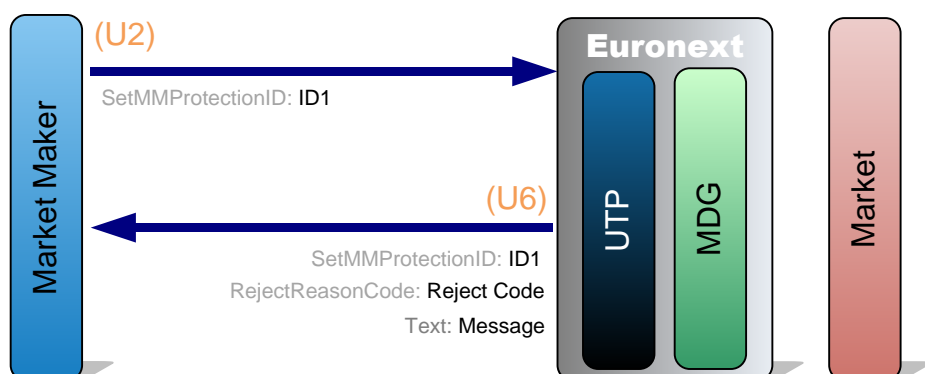 (U2)
Euronext
SetMMProtectionID: ID1
Market Maker
UTP
MDG
Market
(U6)
SetMMProtectionID: ID1
RejectReasonCode: Reject Code
Text: Message